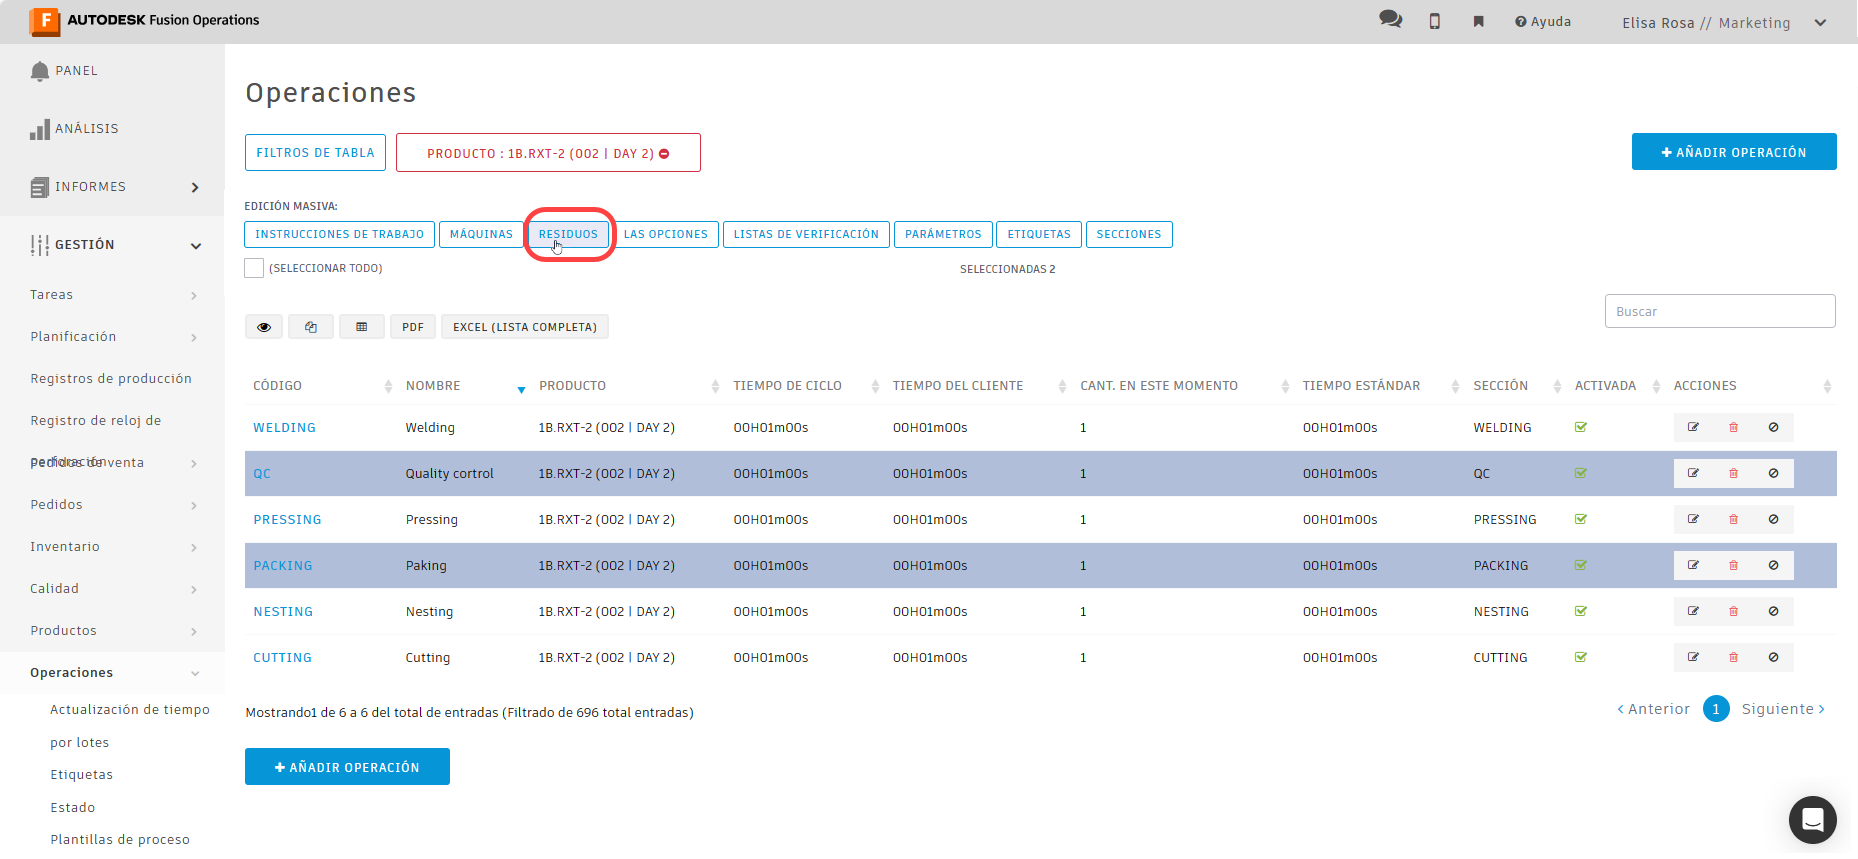 AUTODESK Fusion Operations
Ayuda
Elisa Rosa // Marketing
PANEL
ANÁLISIS
INFORMES
GESTIÓN
Tareas
Planificación
Registros de producción
Registro de reloj de
perforación
Pedidos de venta
Pedidos
Inventario
Calidad
Productos
Operaciones
Actualización de tiempo
por lotes
Etiquetas
Estado
Plantillas de proceso
Operaciones
FILTROS DE TABLA
PRODUCTO : 1B.RXT-2 (002 | DAY 2)
AÑADIR OPERACIÓN
EDICIÓN MASIVA:
INSTRUCCIONES DE TRABAJO MÁQUINAS RESIDUOS LAS OPCIONES LISTAS DE VERIFICACIÓN PARÁMETROS ETIQUETAS SECCIONES
(SELECCIONAR TODO)
SELECCIONADAS 2
PDF EXCEL (LISTA COMPLETA)
Buscar
CÓDIGO NOMBRE PRODUCTO TIEMPO DE CICLO TIEMPO DEL CLIENTE CANT. EN ESTE MOMENTO TIEMPO ESTÁNDAR SECCIÓN ACTIVADA ACCIONES
WELDING Welding 1B.RXT-2 (002 | DAY 2) 00H01m00s 00H01m00s 1 00H01m00s WELDING
QC Quality cortrol 1B.RXT-2 (002 | DAY 2) 00H01m00s 00H01m00s 1 00H01m00s QC
PRESSING Pressing 1B.RXT-2 (002 | DAY 2) 00H01m00s 00H01m00s 1 00H01m00s PRESSING
PACKING Paking 1B.RXT-2 (002 | DAY 2) 00H01m00s 00H01m00s 1 00H01m00s PACKING
NESTING Nesting 1B.RXT-2 (002 | DAY 2) 00H01m00s 00H01m00s 1 00H01m00s NESTING
CUTTING Cutting 1B.RXT-2 (002 | DAY 2) 00H01m00s 00H01m00s 1 00H01m00s CUTTING
Mostrando1 de 6 a 6 del total de entradas (Filtrado de 696 total entradas)
‹ Anterior 1 Siguiente ›
AÑADIR OPERACIÓN